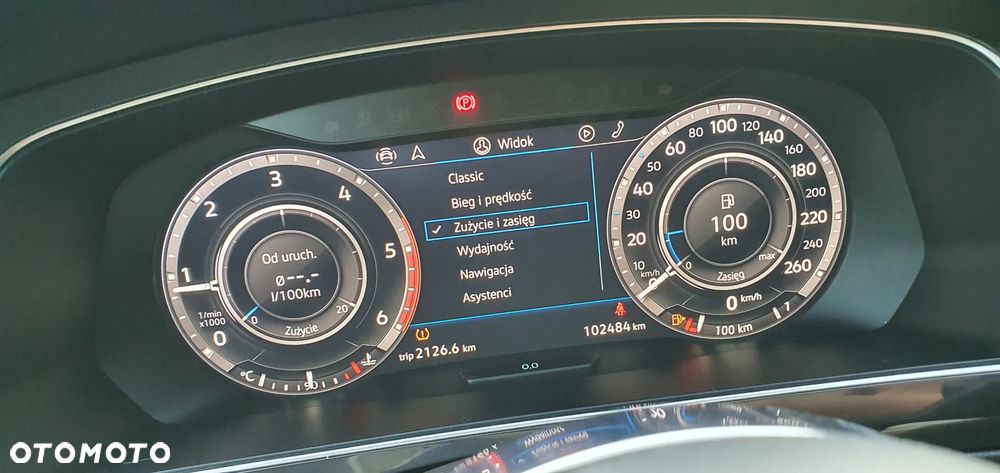 P
Widok
Classic
Bieg i prędkość
Zużycie i zasięg
Wydajność
Nawigacja
Asystenci
trip 2126.6 km
102484 km
0.0
0 1 2 3 4 5 6
1/min
x1000
Od uruch.
ø--.-
l/100km
0 20
Zużycie
°C 90
0 10 20 30 40 50 60 80 100 120 140 160 180 200 220 240 260
km/h
100
km
0 max
Zasięg
0 km/h
100 km
1
OTOMOTO